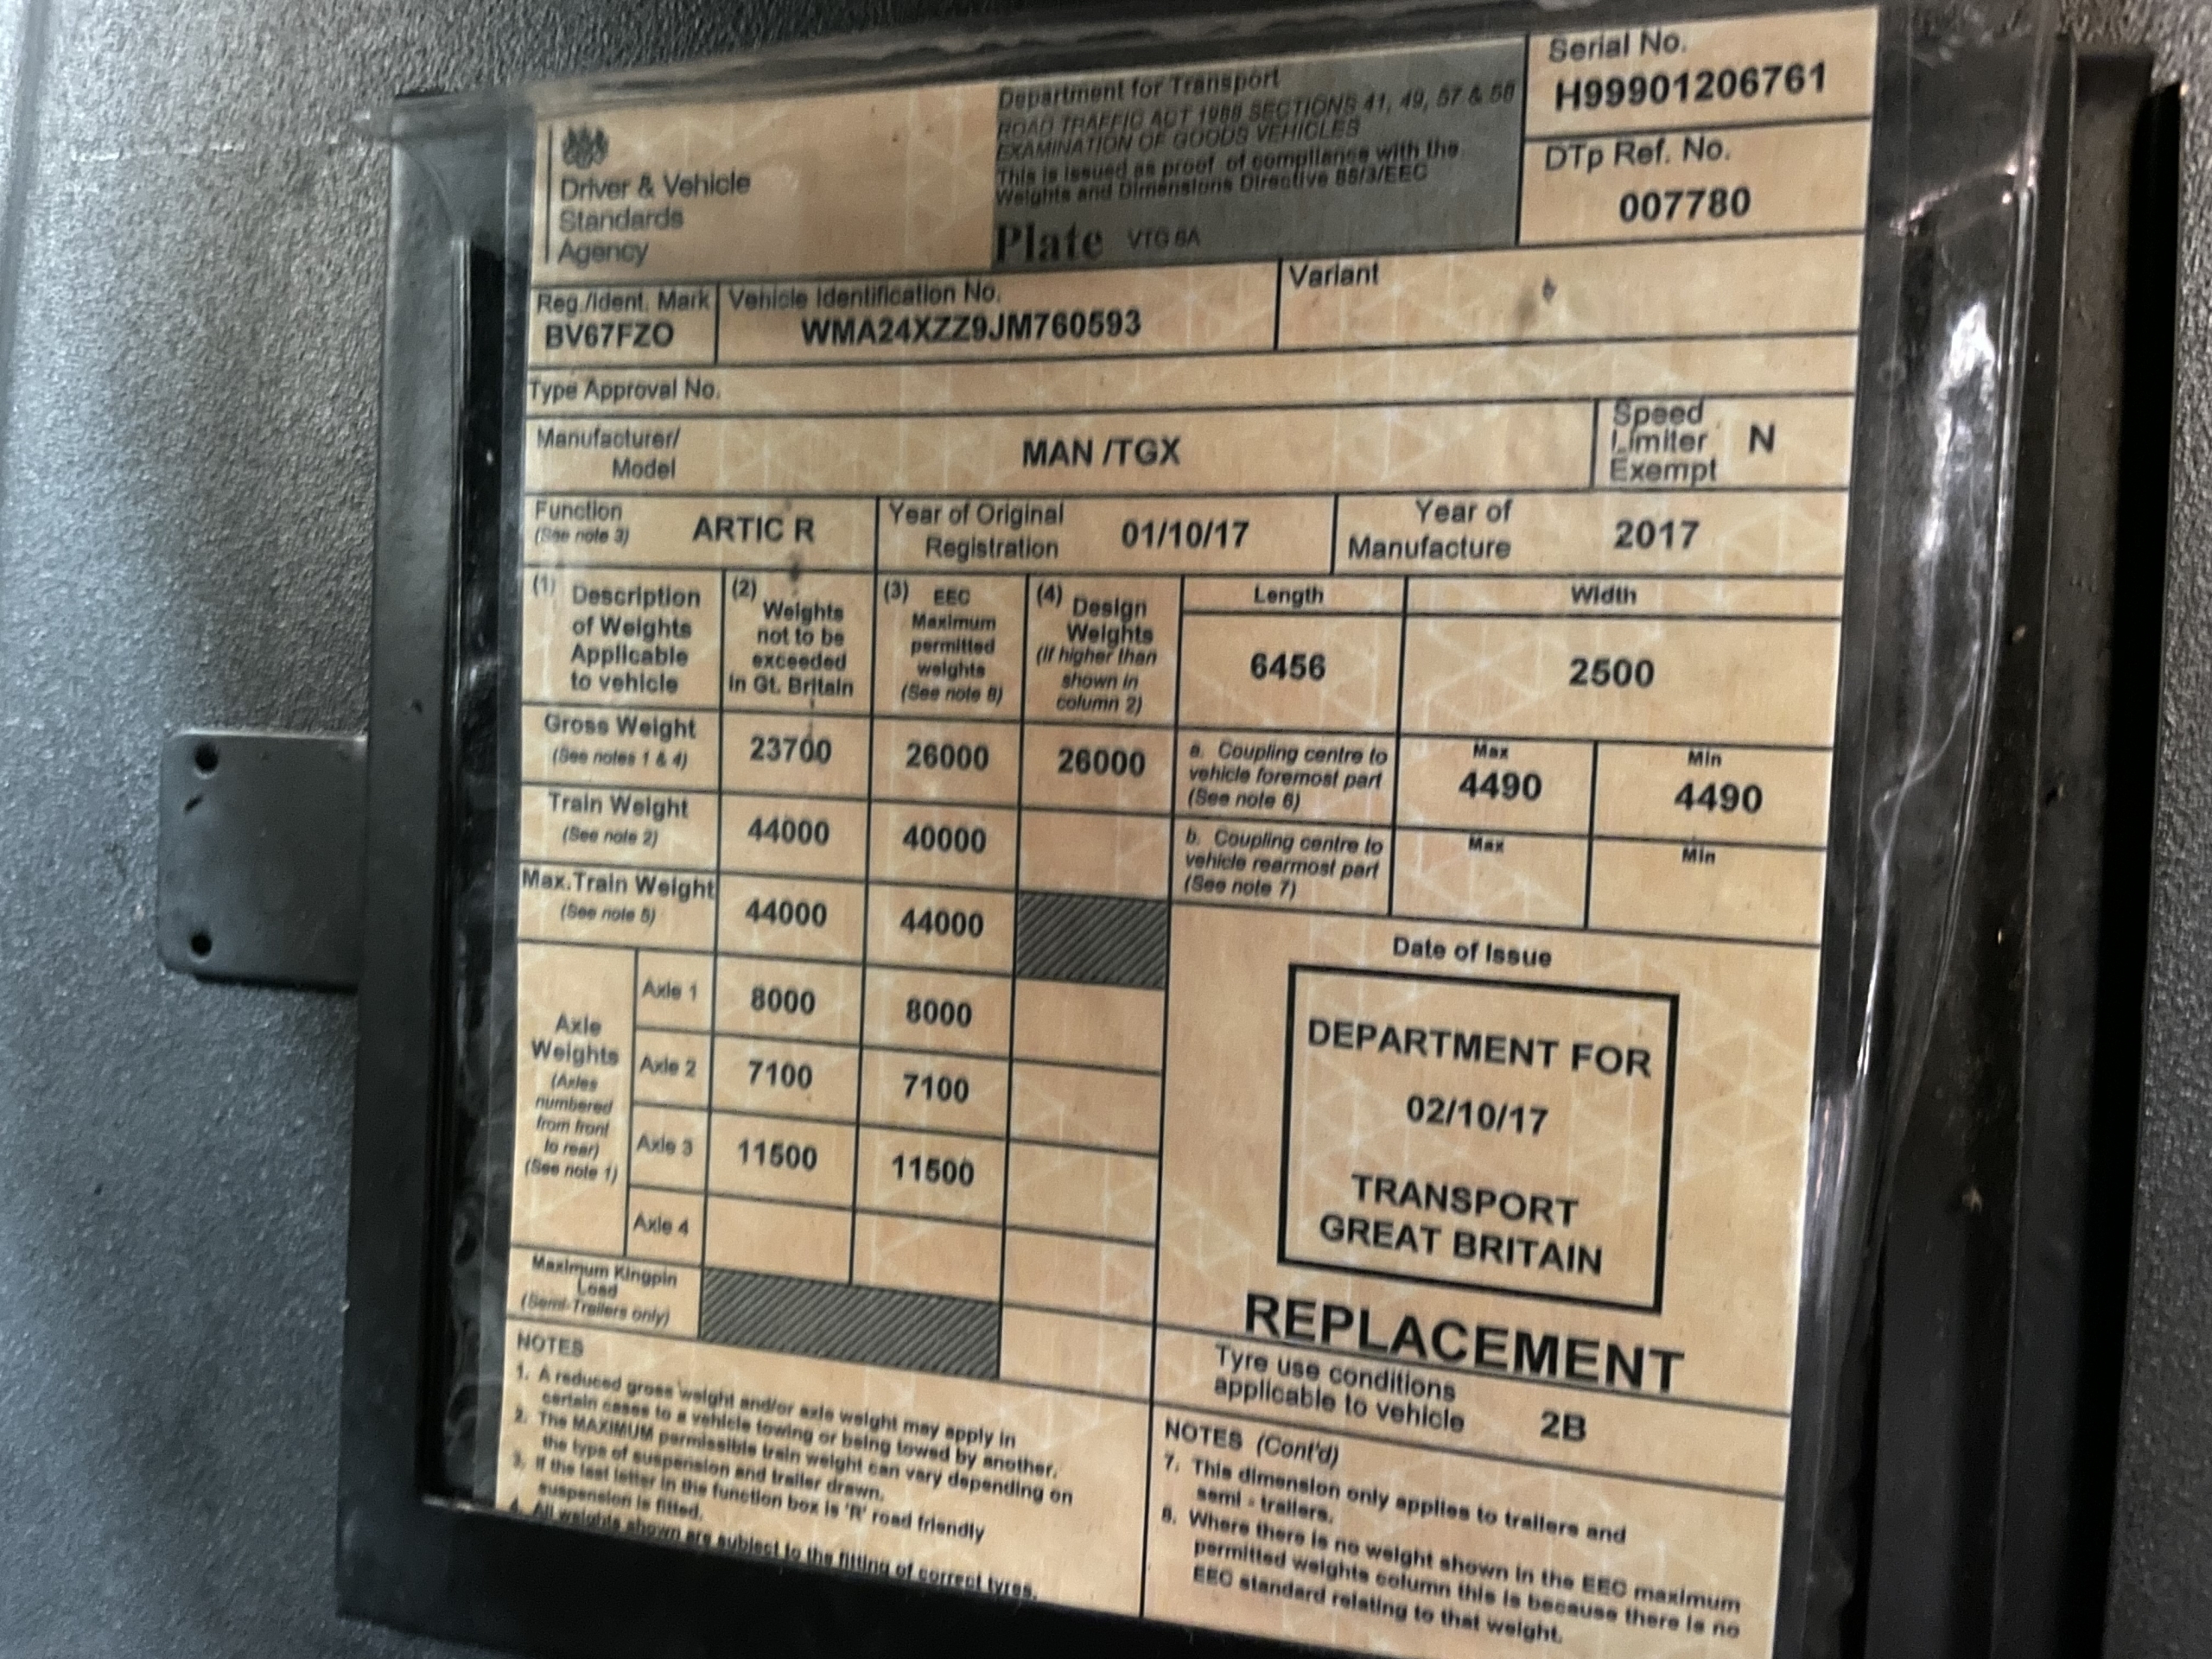 Driver & Vehicle
Standards
Agency
Department for Transport
ROAD TRAFFIC ACT 1988 SECTIONS 41, 49, 57 & 58
EXAMINATION OF GOODS VEHICLES
This is issued as proof of compliance with the
Weights and Dimensions Directive 85/3/EEC
Plate VTG 6A
Serial No.
H99901206761
DTp Ref. No.
007780
Reg./Ident. Mark
BV67FZO
Vehicle Identification No.
WMA24XZZ9JM760593
Variant
Type Approval No.
Manufacturer/
Model
MAN /TGX
Speed
Limiter
Exempt
N
Function
(See note 3)
ARTIC R
Year of Original
Registration
01/10/17
Year of
Manufacture
2017
(1) Description
of Weights
Applicable
to vehicle
(2) Weights
not to be
exceeded
in Gt. Britain
(3) EEC
Maximum
permitted
weights
(See note 8)
(4) Design
Weights
(if higher than
shown in
column 2)
Length
6456
Width
2500
Gross Weight
(See notes 1 & 4)
23700
26000
26000
a. Coupling centre to
vehicle foremost part
(See note 6)
Max
4490
Min
4490
Train Weight
(See note 2)
44000
40000
b. Coupling centre to
vehicle rearmost part
(See note 7)
Max
Min
Max.Train Weight
(See note 5)
44000
44000
Axle
Weights
(Axles
numbered
from front
to rear)
(See note 1)
Axle 1
8000
8000
Axle 2
7100
7100
Axle 3
11500
11500
Axle 4
Maximum Kingpin
Load
(Semi-Trailers only)
Date of Issue
DEPARTMENT FOR
02/10/17
TRANSPORT
GREAT BRITAIN
REPLACEMENT
Tyre use conditions
applicable to vehicle
2B
NOTES
1. A reduced gross weight and/or axle weight may apply in
certain cases to a vehicle towing or being towed by another.
2. The MAXIMUM permissible train weight can vary depending on
the type of suspension and trailer drawn.
3. If the last letter in the function box is 'R' road friendly
suspension is fitted.
4. All weights shown are subject to the fitting of correct tyres.
NOTES (Cont'd)
7. This dimension only applies to trailers and
semi - trailers.
8. Where there is no weight shown in the EEC maximum
permitted weights column this is because there is no
EEC standard relating to that weight.